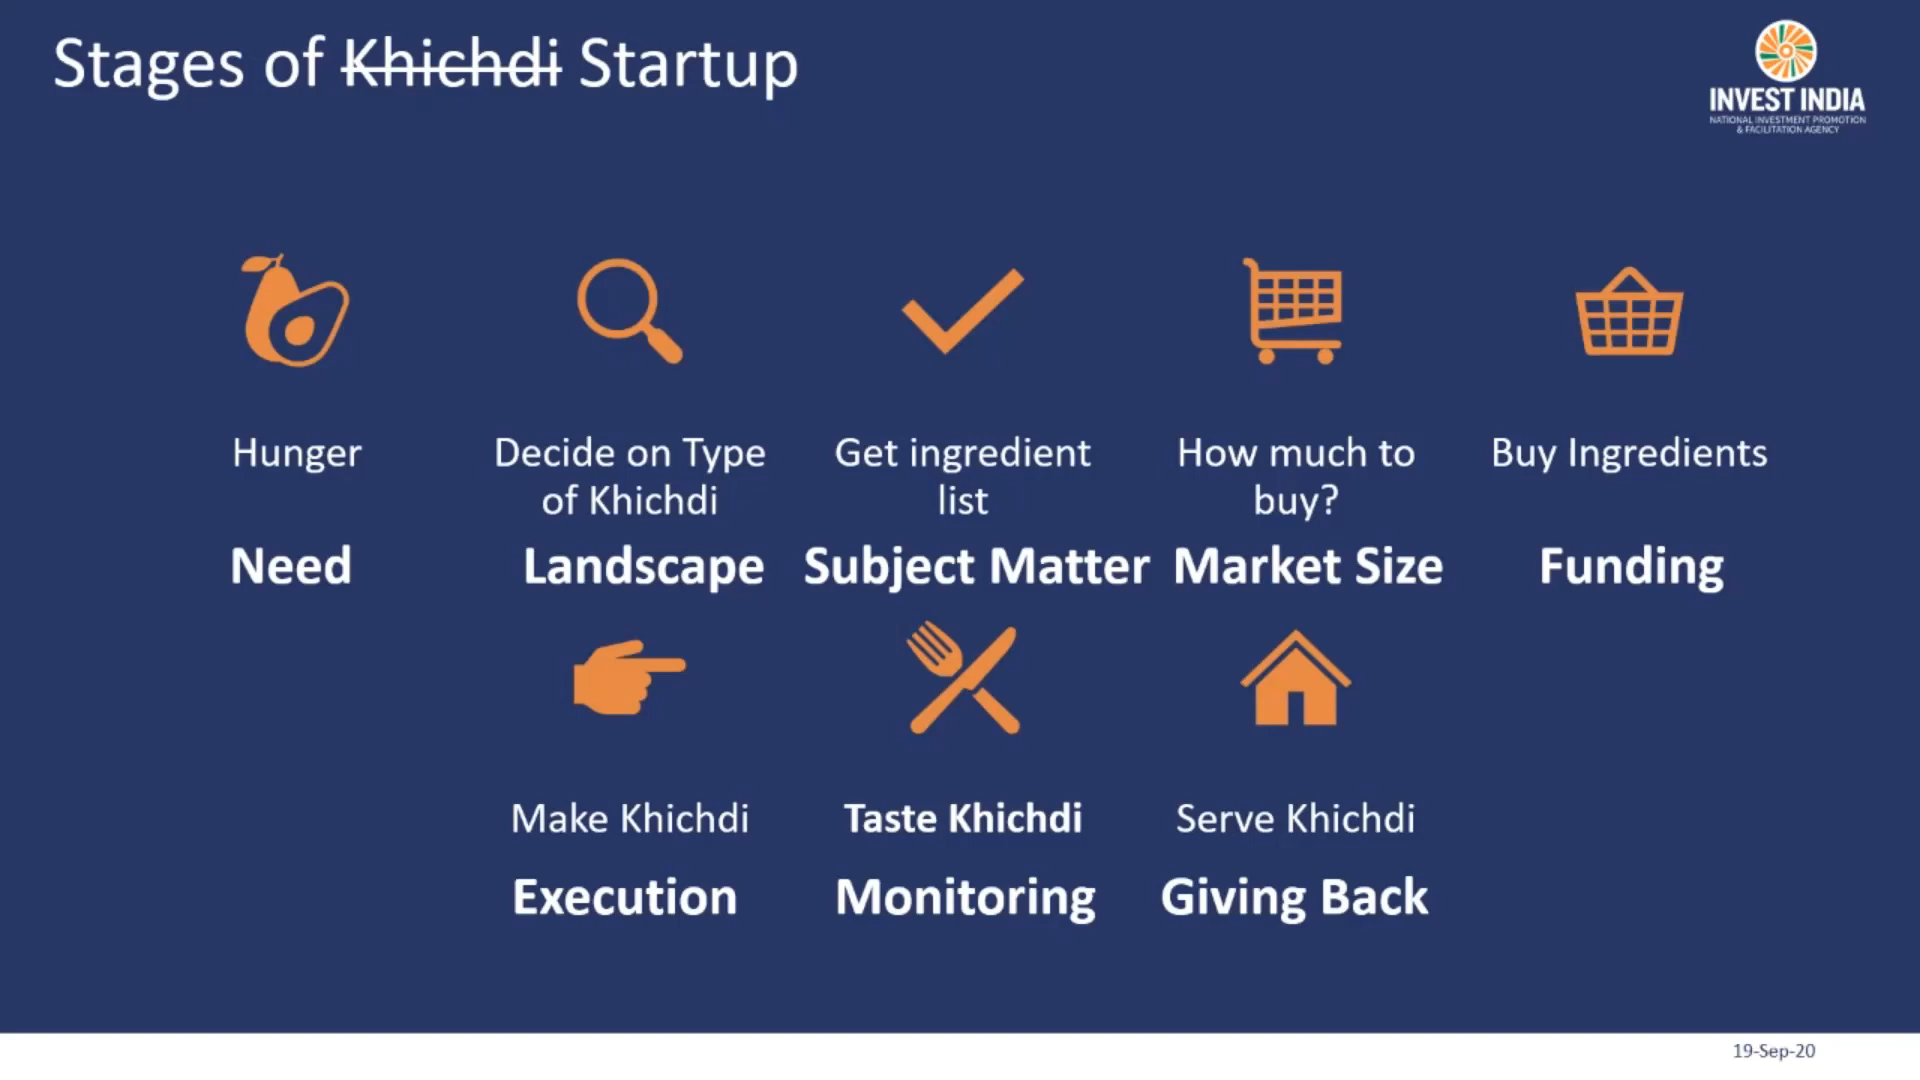 Stages of Khichdi Startup
INVEST INDIA
NATIONAL INVESTMENT PROMOTION
& FACILITATION AGENCY
Hunger
Need
Decide on Type
of Khichdi
Landscape
Get ingredient
list
Subject Matter
How much to
buy?
Market Size
Buy Ingredients
Funding
Make Khichdi
Execution
Taste Khichdi
Monitoring
Serve Khichdi
Giving Back
19-Sep-20